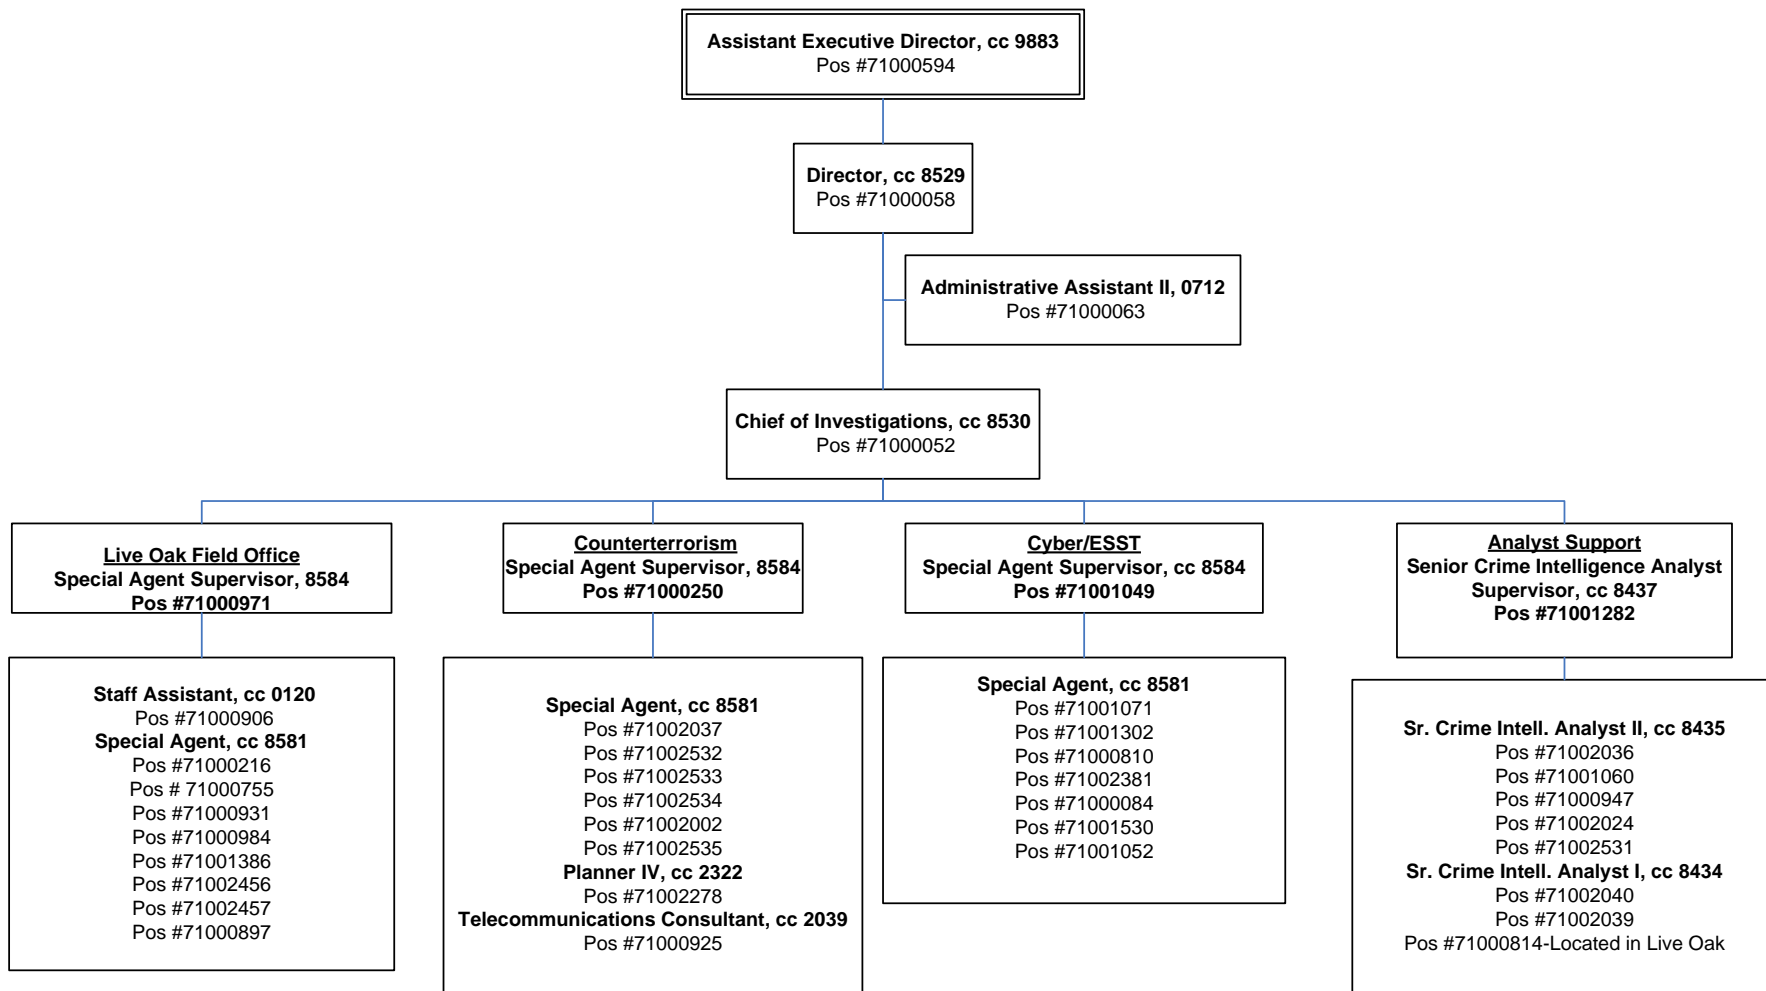 Assistant Executive Director, cc 9883
Pos #71000594
Director, cc 8529
Pos #71000058
Administrative Assistant II, 0712
Pos #71000063
Chief of Investigations, cc 8530
Pos #71000052
Live Oak Field Office
Special Agent Supervisor, 8584
Pos #71000971
Counterterrorism
Special Agent Supervisor, 8584
Pos #71000250
Cyber/ESST
Special Agent Supervisor, cc 8584
Pos #71001049
Analyst Support
Senior Crime Intelligence Analyst
Supervisor, cc 8437
Pos #71001282
Staff Assistant, cc 0120
Pos #71000906
Special Agent, cc 8581
Pos #71000216
Pos # 71000755
Pos #71000931
Pos #71000984
Pos #71001386
Pos #71002456
Pos #71002457
Pos #71000897
Special Agent, cc 8581
Pos #71002037
Pos #71002532
Pos #71002533
Pos #71002534
Pos #71002002
Pos #71002535
Planner IV, cc 2322
Pos #71002278
Telecommunications Consultant, cc 2039
Pos #71000925
Special Agent, cc 8581
Pos #71001071
Pos #71001302
Pos #71000810
Pos #71002381
Pos #71000084
Pos #71001530
Pos #71001052
Sr. Crime Intell. Analyst II, cc 8435
Pos #71002036
Pos #71001060
Pos #71000947
Pos #71002024
Pos #71002531
Sr. Crime Intell. Analyst I, cc 8434
Pos #71002040
Pos #71002039
Pos #71000814-Located in Live Oak